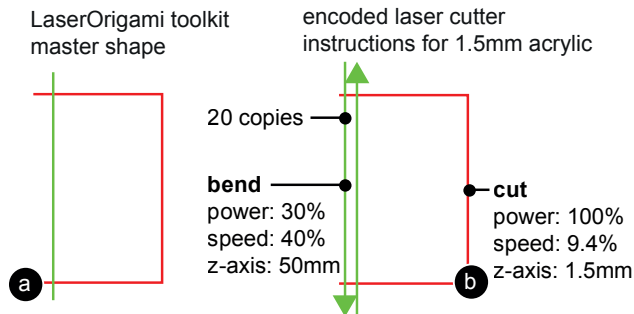 LaserOrigami toolkit
master shape
a
encoded laser cutter
instructions for 1.5mm acrylic
20 copies
bend
power: 30%
speed: 40%
z-axis: 50mm
cut
power: 100%
speed: 9.4%
z-axis: 1.5mm
b